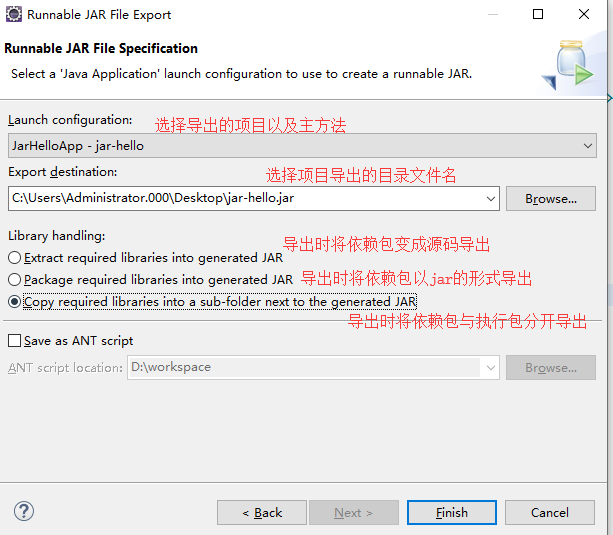 Runnable JAR File Export
Runnable JAR File Specification
Select a 'Java Application' launch configuration to use to create a runnable JAR.
Launch configuration:
选择导出的项目以及主方法
JarHelloApp - jar-hello
Export destination:
选择项目导出的目录文件名
C:\Users\Administrator.000\Desktop\jar-hello.jar
Browse...
Library handling:
导出时将依赖包变成源码导出
Extract required libraries into generated JAR
Package required libraries into generated JAR
导出时将依赖包以jar的形式导出
Copy required libraries into a sub-folder next to the generated JAR
导出时将依赖包与执行包分开导出
Save as ANT script
ANT script location:
D:\workspace
Browse...
?
< Back
Next >
Finish
Cancel